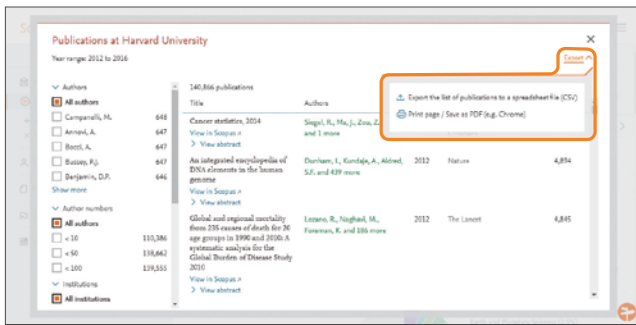 Publications at Harvard University
Year range: 2012 to 2016
Export
Export the list of publications to a spreadsheet file (CSV)
Print page / Save as PDF (e.g. Chrome)
Authors
All authors
Campanelli, M. 648
Annovi, A. 647
Bocci, A. 647
Bussey, P.J. 647
Benjamin, D.P. 646
Show more
Author numbers
All authors
< 10 110,386
< 50 138,662
< 100 139,555
Institutions
All institutions
140,866 publications
Title Authors
Cancer statistics, 2014 Siegel, R., Ma, J., Zou, Z.
View in Scopus and 1 more
View abstract
An integrated encyclopedia of Dunham, I., Kundaje, A., Aldred, 2012 Nature 4,894
DNA elements in the human S.F. and 439 more
genome
View in Scopus
View abstract
Global and regional mortality Lozano, R., Naghavi, M., 2012 The Lancet 4,845
from 235 causes of death for 20 Foreman, K. and 186 more
age groups in 1990 and 2010: A
systematic analysis for the
Global Burden of Disease Study
2010
View in Scopus
View abstract